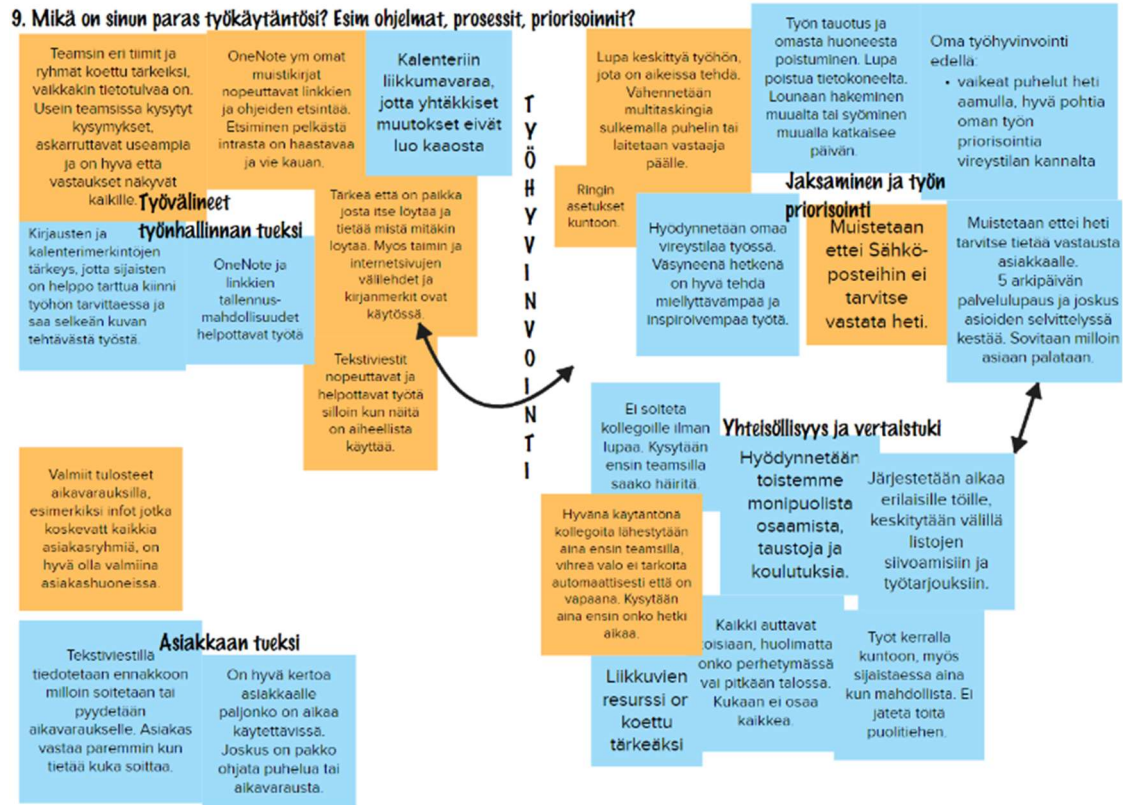 9. Mikä on sinun paras työkäytäntösi? Esim ohjelmat, prosessit, priorisoinnit?
Teamsin eri tiimit ja
ryhmät koettu tärkeiksi,
vaikkakin tietotulvaa on.
Usein teamsissa kysytyt
kysymykset,
askarruttavat useampia
ja on hyvä että
vastaukset näkyvät
kaikille.
OneNote ym omat
muistikirjat
nopeuttavat linkkien
ja ohjeiden etsintää.
Etsiminen pelkästä
intrasta on haastavaa
ja vie kauan.
Kalenteriin
liikkumavaraa,
jotta yhtäkkiset
muutokset eivät
luo kaaosta
Työvälineet
työnhallinnan tueksi
Kirjausten ja
kalenterimerkintöjen
tärkeys, jotta sijaisten
on helppo tarttua kiinni
työhön tarvittaessa ja
saa selkeän kuvan
tehtävästä työstä.
OneNote ja
linkkien
tallennus-
mahdollisuudet
helpottavat työtä
Tärkeä että on paikka
josta itse löytää ja
tietää mistä mitäkin
löytää. Myös taimin ja
internetsivujen
välilehdet ja
kirjanmerkit ovat
käytössä.
Tekstiviestit
nopeuttavat ja
helpottavat työtä
silloin kun näitä
on aiheellista
käyttää.
Valmiit tulosteet
aikavarauksilla,
esimerkiksi infot jotka
koskevatt kaikkia
asiakasryhmiä, on
hyvä olla valmiina
asiakashuoneissa.
Asiakkaan tueksi
Tekstiviestillä
tiedotetaan ennakkoon
milloin soitetaan tai
pyydetään
aikavaraukselle. Asiakas
vastaa paremmin kun
tietää kuka soittaa.
On hyvä kertoa
asiakkaalle
paljonko on aikaa
käytettävissä.
Joskus on pakko
ohjata puhelua tai
aikavarausta.
TYÖHYVINVOINTI
Lupa keskittyä työhön,
jota on aikeissa tehdä.
Vähennetään
multitaskingia
sulkemalla puhelin tai
laitetaan vastaaja
päälle.
Työn tauotus ja
omasta huoneesta
poistuminen. Lupa
poistua tietokoneelta.
Lounaan hakeminen
muualta tai syöminen
muualla katkaisee
päivän.
Oma työhyvinvointi
edellä:
• vaikeat puhelut heti
aamulla, hyvä pohtia
oman työn
priorisointia
vireystilan kannalta
Ringin
asetukset
kuntoon.
Jaksaminen ja työn
priorisointi
Hyödynnetään omaa
vireystilaa työssä.
Väsyneenä hetkenä
on hyvä tehdä
miellyttävämpää ja
inspiroivempaa työtä.
Muistetaan
ettei Sähkö-
posteihin ei
tarvitse
vastata heti.
Muistetaan ettei heti
tarvitse tietää vastausta
asiakkaalle.
5 arkipäivän
palvelulupaus ja joskus
asioiden selvittelyssä
kestää. Sovitaan milloin
asiaan palataan.
Ei soiteta
kollegoille ilman
lupaa. Kysytään
ensin teamsilla
saako häiritä.
Yhteisöllisyys ja vertaistuki
Hyödynnetään
toistemme
monipuolista
osaamista,
taustoja ja
koulutuksia.
Järjestetään aikaa
erilaisille töille,
keskitytään välillä
listojen
siivoamisiin ja
työtarjouksiin.
Hyvänä käytäntönä
kollegoita lähestytään
aina ensin teamsilla,
vihreä valo ei tarkoita
automaattisesti että on
vapaana. Kysytään
aina ensin onko hetki
aikaa.
Liikkuvien
resurssi or
koettu
tärkeäksi
Kaikki auttavat
toisiaan, huolimatta
onko perhetymässä
vai pitkään talossa.
Kukaan ei osaa
kaikkea.
Työt kerralla
kuntoon, myös
sijaistaessa aina
kun mahdollista. Ei
jätetä töitä
puolitiehen.